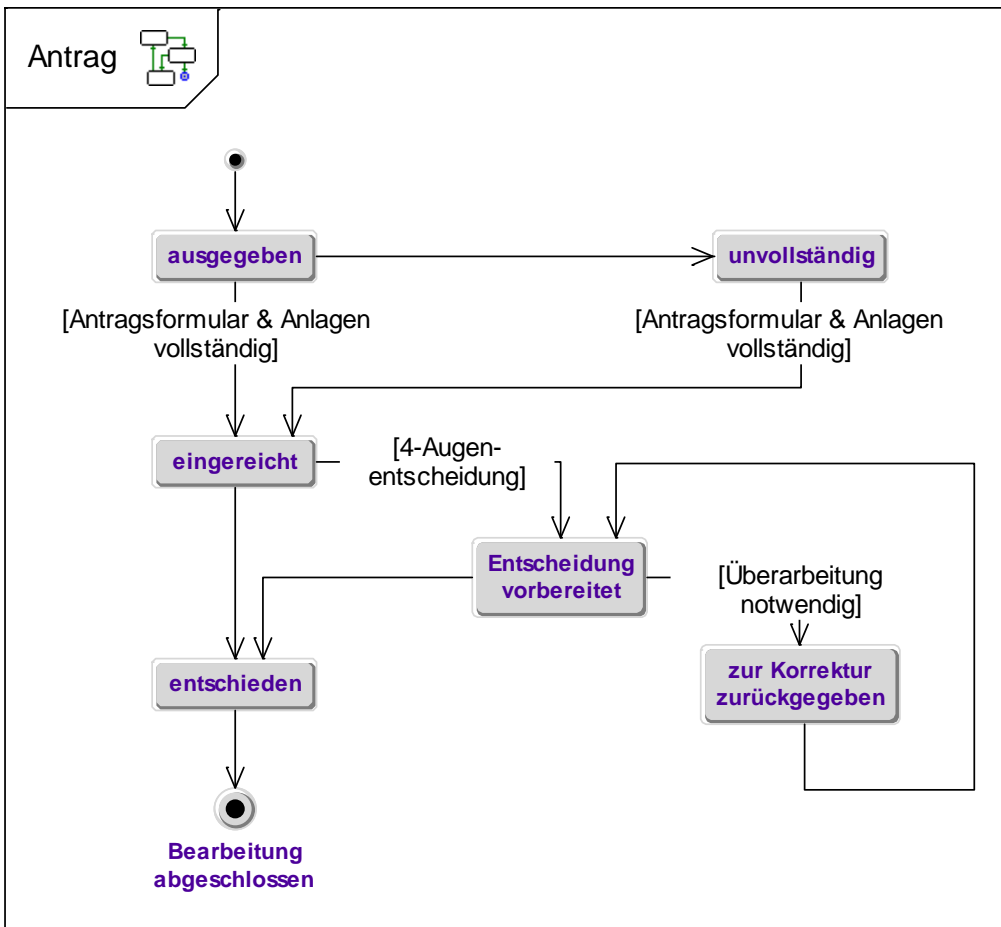 Antrag
ausgegeben
unvollständig
[Antragsformular & Anlagen
vollständig]
[Antragsformular & Anlagen
vollständig]
eingereicht
[4-Augen-
entscheidung]
Entscheidung
vorbereitet
[Überarbeitung
notwendig]
entschieden
zur Korrektur
zurückgegeben
Bearbeitung
abgeschlossen